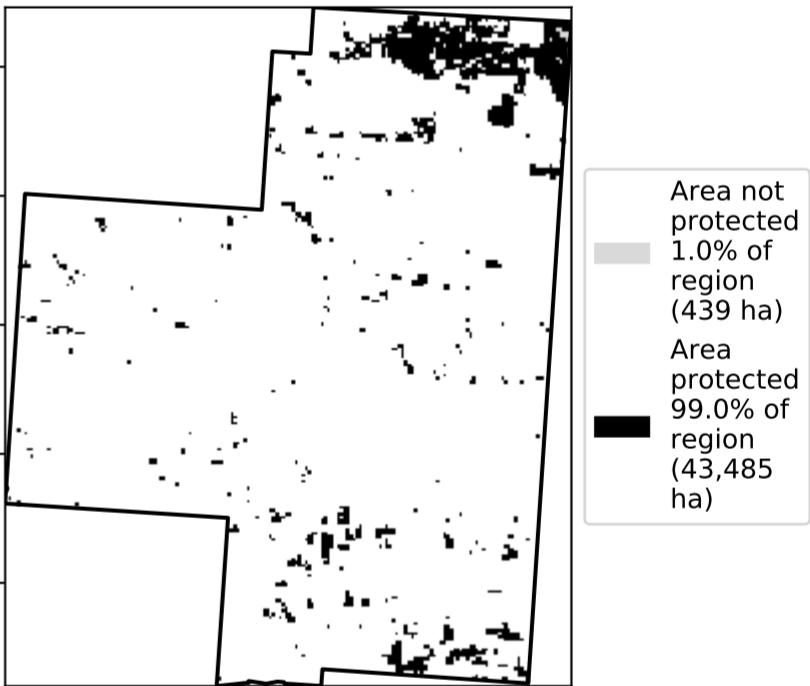 Area not
protected
1.0% of
region
(439 ha)
Area
protected
99.0% of
region
(43,485
ha)